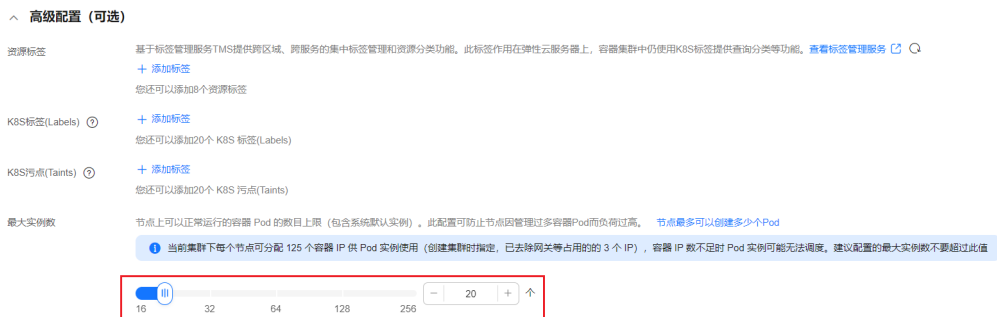 高级配置（可选）
资源标签
基于标签管理服务TMS提供跨区域、跨服务的集中标签管理和资源分类功能。此标签作用在弹性云服务器上，容器集群中仍使用K8S标签提供查询分类等功能。查看标签管理服务
+ 添加标签
您还可以添加8个资源标签
K8S标签(Labels) ?
+ 添加标签
您还可以添加20个 K8S 标签(Labels)
K8S污点(Taints) ?
+ 添加标签
您还可以添加20个 K8S 污点(Taints)
最大实例数
节点上可以正常运行的容器 Pod 的数目上限（包含系统默认实例）。此配置可防止节点因管理过多容器Pod而负荷过高。 节点最多可以创建多少个Pod
当前集群下每个节点可分配 125 个容器 IP 供 Pod 实例使用（创建集群时指定，已去除网关等占用的的 3 个 IP），容器 IP 数不足时 Pod 实例可能无法调度。建议配置的最大实例数不要超过此值
− 20 + 个
16 32 64 128 256